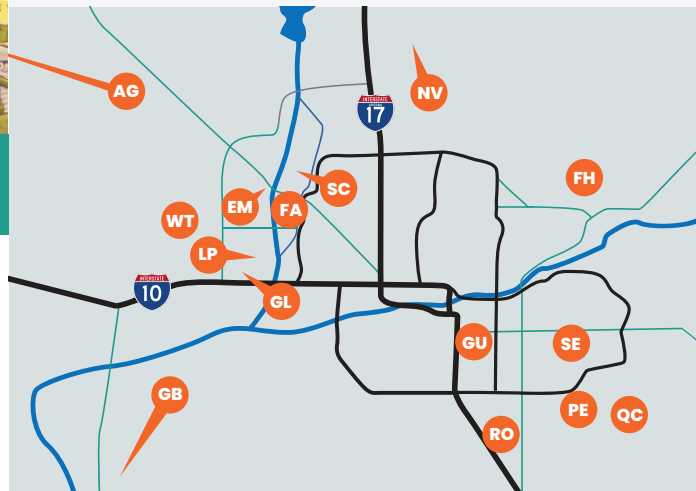 AG
NV
INTERSTATE
17
FH
SC
EM
FA
WT
LP
INTERSTATE
10
GL
GU
SE
GB
PE
QC
RO